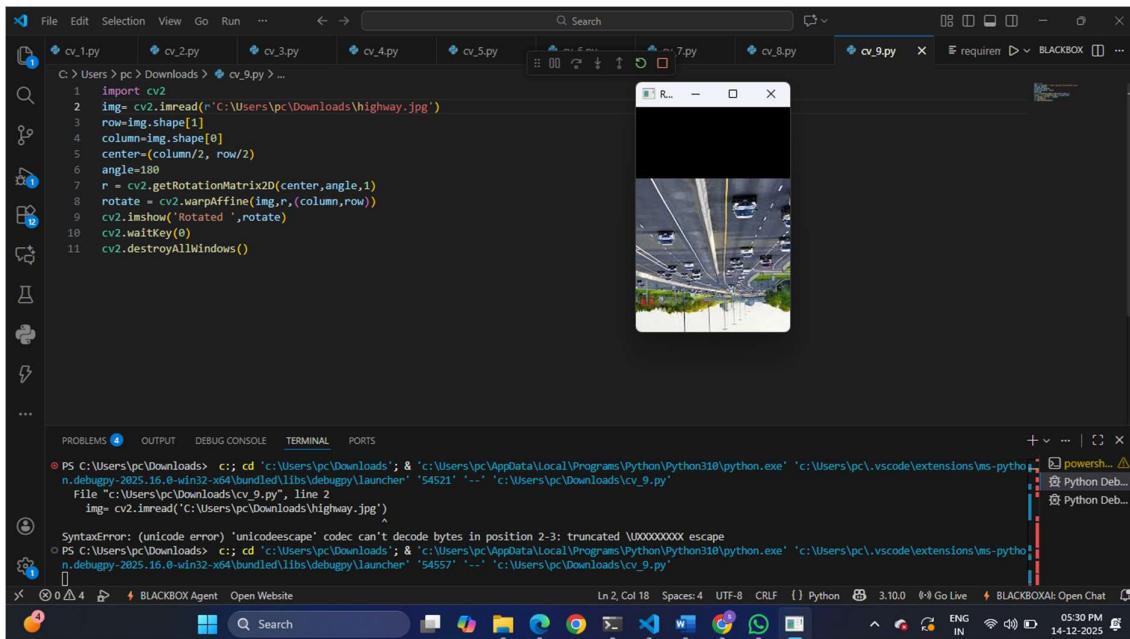 File Edit Selection View Go Run ··· ← → Search
cv_1.py cv_2.py cv_3.py cv_4.py cv_5.py cv_7.py cv_8.py cv_9.py BLACKBOX
C: > Users > pc > Downloads > cv_9.py > ...
R...
1 import cv2
2 img= cv2.imread(r'C:\Users\pc\Downloads\highway.jpg')
3 row=img.shape[1]
4 column=img.shape[0]
5 center=(column/2, row/2)
6 angle=180
7 r = cv2.getRotationMatrix2D(center,angle,1)
8 rotate = cv2.warpAffine(img,r,(column,row))
9 cv2.imshow('Rotated ',rotate)
10 cv2.waitKey(0)
11 cv2.destroyAllWindows()
PROBLEMS 4 OUTPUT DEBUG CONSOLE TERMINAL PORTS
PS C:\Users\pc\Downloads> c:; cd 'c:\Users\pc\Downloads'; & 'c:\Users\pc\AppData\Local\Programs\Python\Python310\python.exe' 'c:\Users\pc\.vscode\extensions\ms-pytho
n.debugpy-2025.16.0-win32-x64\bundled\libs\debugpy\launcher' '54521' '--' 'c:\Users\pc\Downloads\cv_9.py'
File "c:\Users\pc\Downloads\cv_9.py", line 2
img= cv2.imread('C:\Users\pc\Downloads\highway.jpg')
^
SyntaxError: (unicode error) 'unicodeescape' codec can't decode bytes in position 2-3: truncated \UXXXXXXXX escape
PS C:\Users\pc\Downloads> c:; cd 'c:\Users\pc\Downloads'; & 'c:\Users\pc\AppData\Local\Programs\Python\Python310\python.exe' 'c:\Users\pc\.vscode\extensions\ms-pytho
n.debugpy-2025.16.0-win32-x64\bundled\libs\debugpy\launcher' '54557' '--' 'c:\Users\pc\Downloads\cv_9.py'
powersh...
Python Deb...
Python Deb...
0 4 BLACKBOX Agent Open Website Ln 2, Col 18 Spaces: 4 UTF-8 CRLF {} Python 3.10.0 Go Live BLACKBOXAI: Open Chat
Search ENG 05:30 PM
IN 14-12-2025